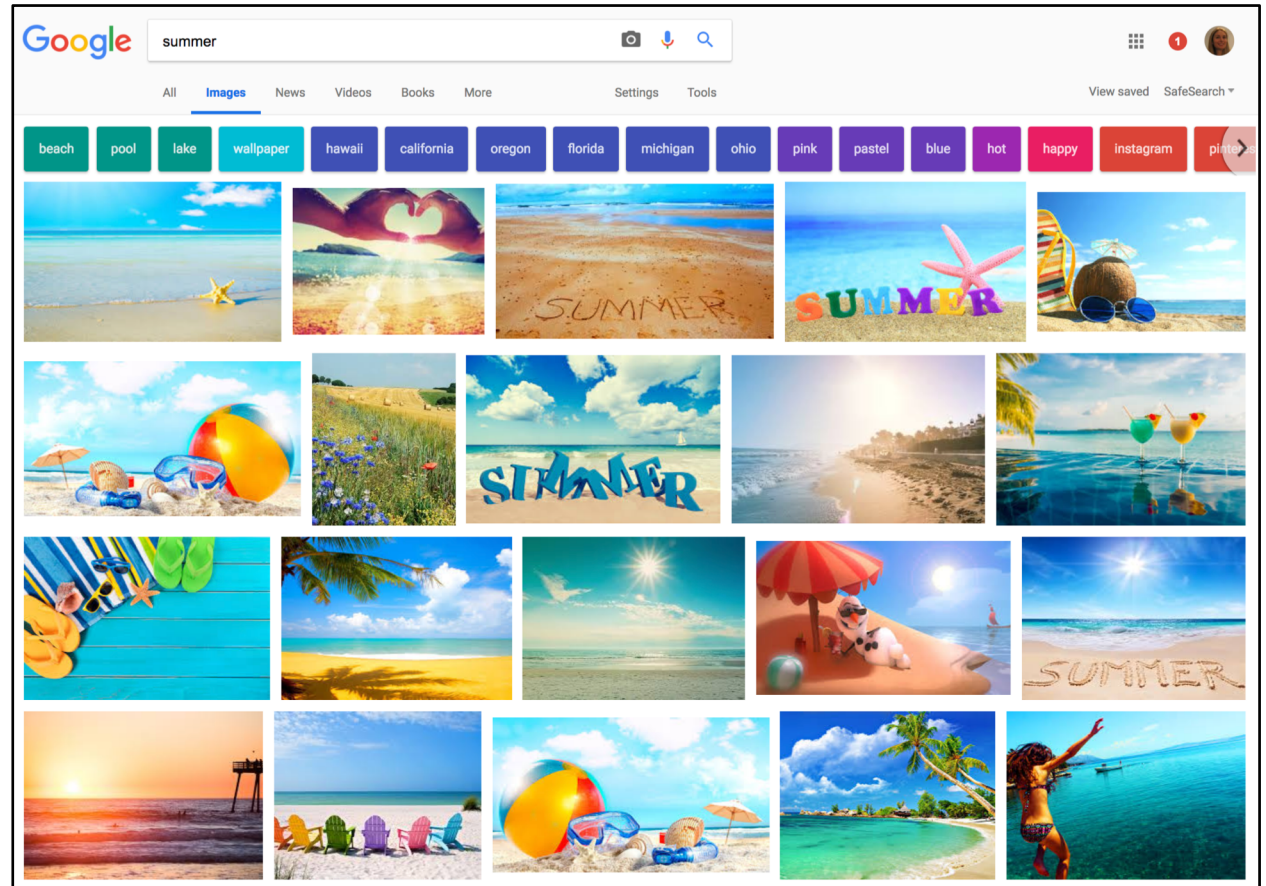 Google
summer
1
All Images News Videos Books More Settings Tools View saved SafeSearch
beach pool lake wallpaper hawaii california oregon florida michigan ohio pink pastel blue hot happy instagram
SUMMER
SUMMER
SUMMER
SUMMER